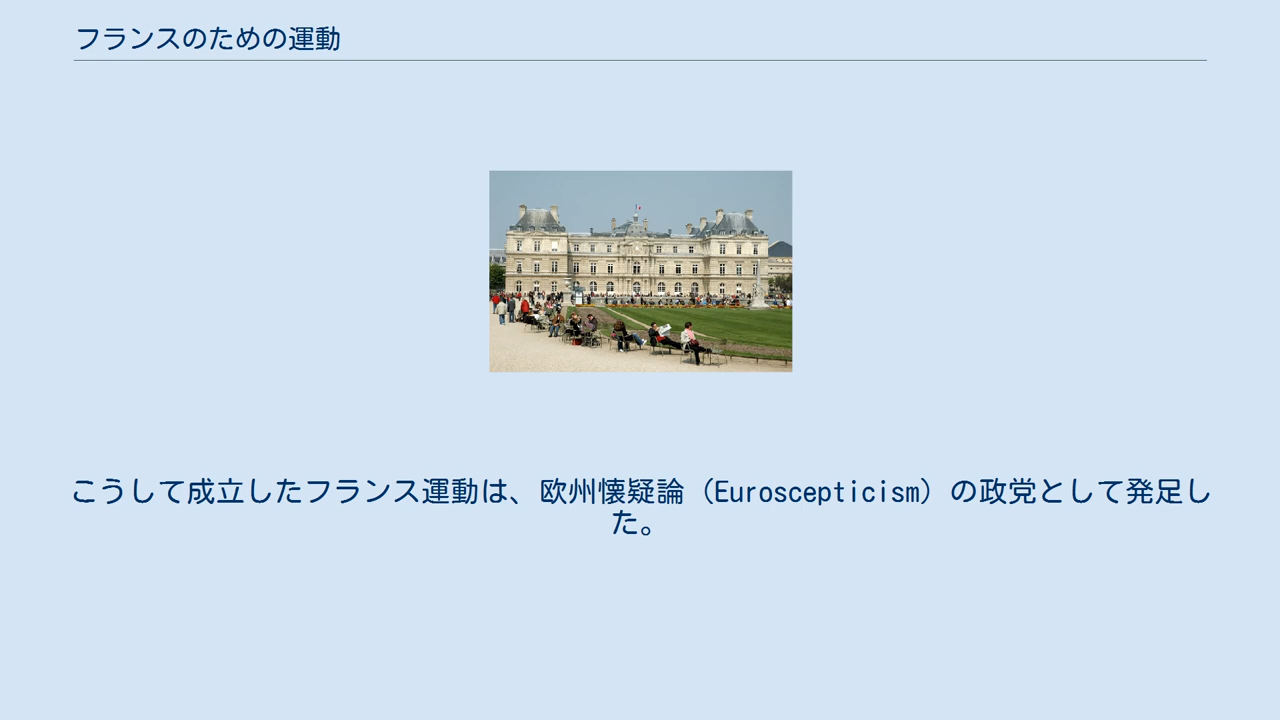 フランスのための運動
こうして成立したフランス運動は、欧州懐疑論（Euroscepticism）の政党として発足し
た。